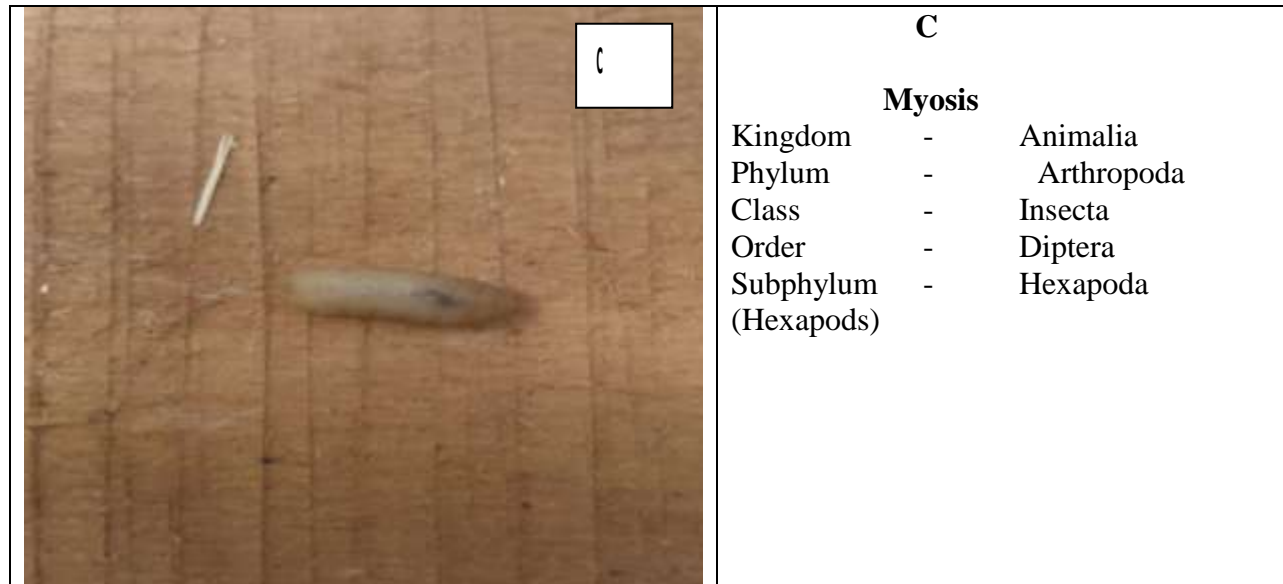 C
C
Myosis
Kingdom - Animalia
Phylum - Arthropoda
Class - Insecta
Order - Diptera
Subphylum - Hexapoda
(Hexapods)